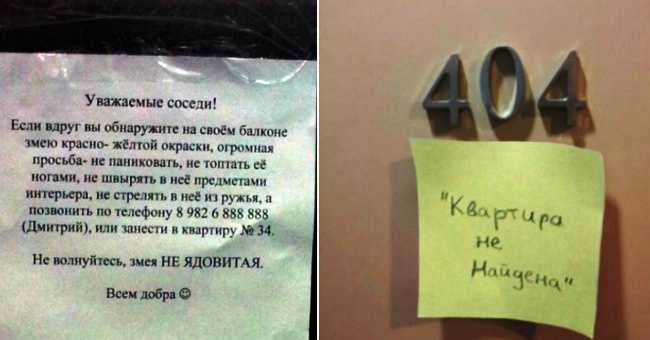 Уважаемые соседи!
Если вдруг вы обнаружите на своём балконе
змею красно- жёлтой окраски, огромная
просьба- не паниковать, не топтать её
ногами, не швырять в неё предметами
интерьера, не стрелять в неё из ружья, а
позвонить по телефону 8 982 6 888 888
(Дмитрий), или занести в квартиру № 34.
Не волнуйтесь, змея НЕ ЯДОВИТАЯ.
Всем добра ☺
404
"Квартира
не
Найдена"